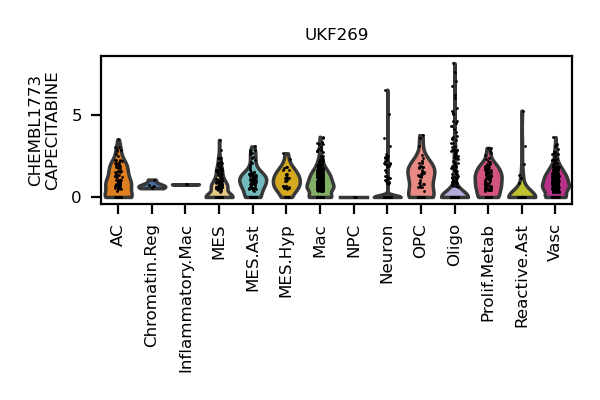 UKF269
CHEMBL1773
CAPECITABINE
5
0
AC
Chromatin.Reg
Inflammatory.Mac
MES
MES.Ast
MES.Hyp
Mac
NPC
Neuron
OPC
Oligo
Prolif.Metab
Reactive.Ast
Vasc